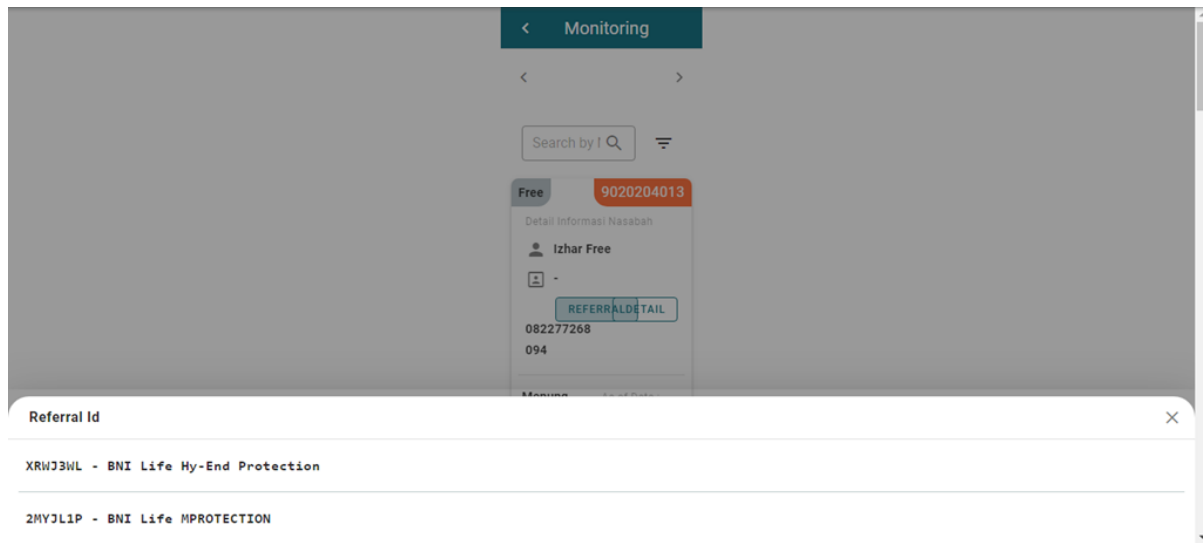 Monitoring
Search by
Free
9020204013
Detail Informasi Nasabah
Izhar Free
-
REFERRALDETAIL
082277268
094
Referral Id
XRWJ3WL - BNI Life Hy-End Protection
2MYJL1P - BNI Life MPROTECTION